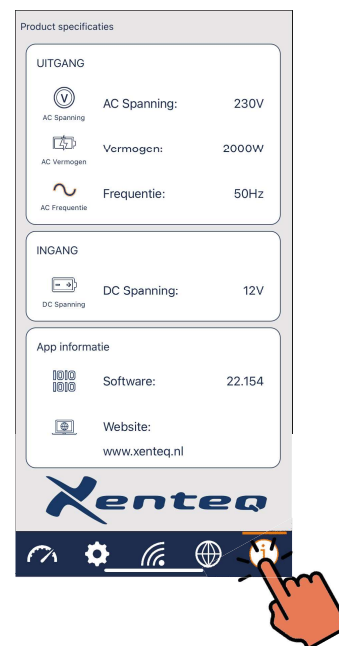 Product specificaties
UITGANG
AC Spanning
AC Spanning: 230V
AC Vermogen
Vermogen: 2000W
AC Frequentie
Frequentie: 50Hz
INGANG
DC Spanning
DC Spanning: 12V
App informatie
Software: 22.154
Website:
www.xenteq.nl
Xenteq